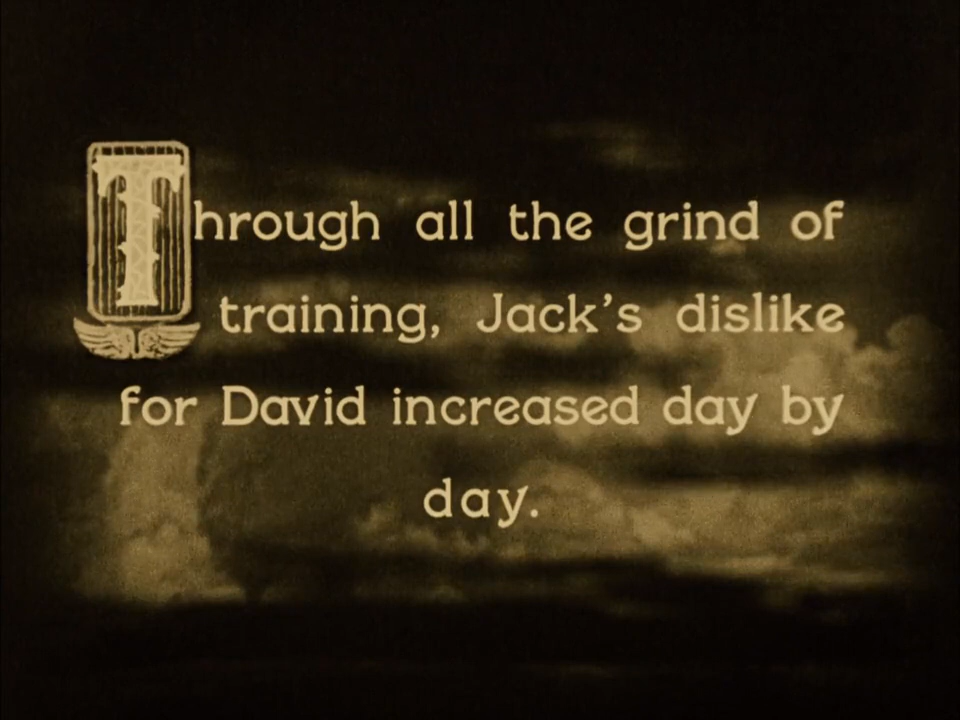 Through all the grind of
training, Jack's dislike
for David increased day by
day.